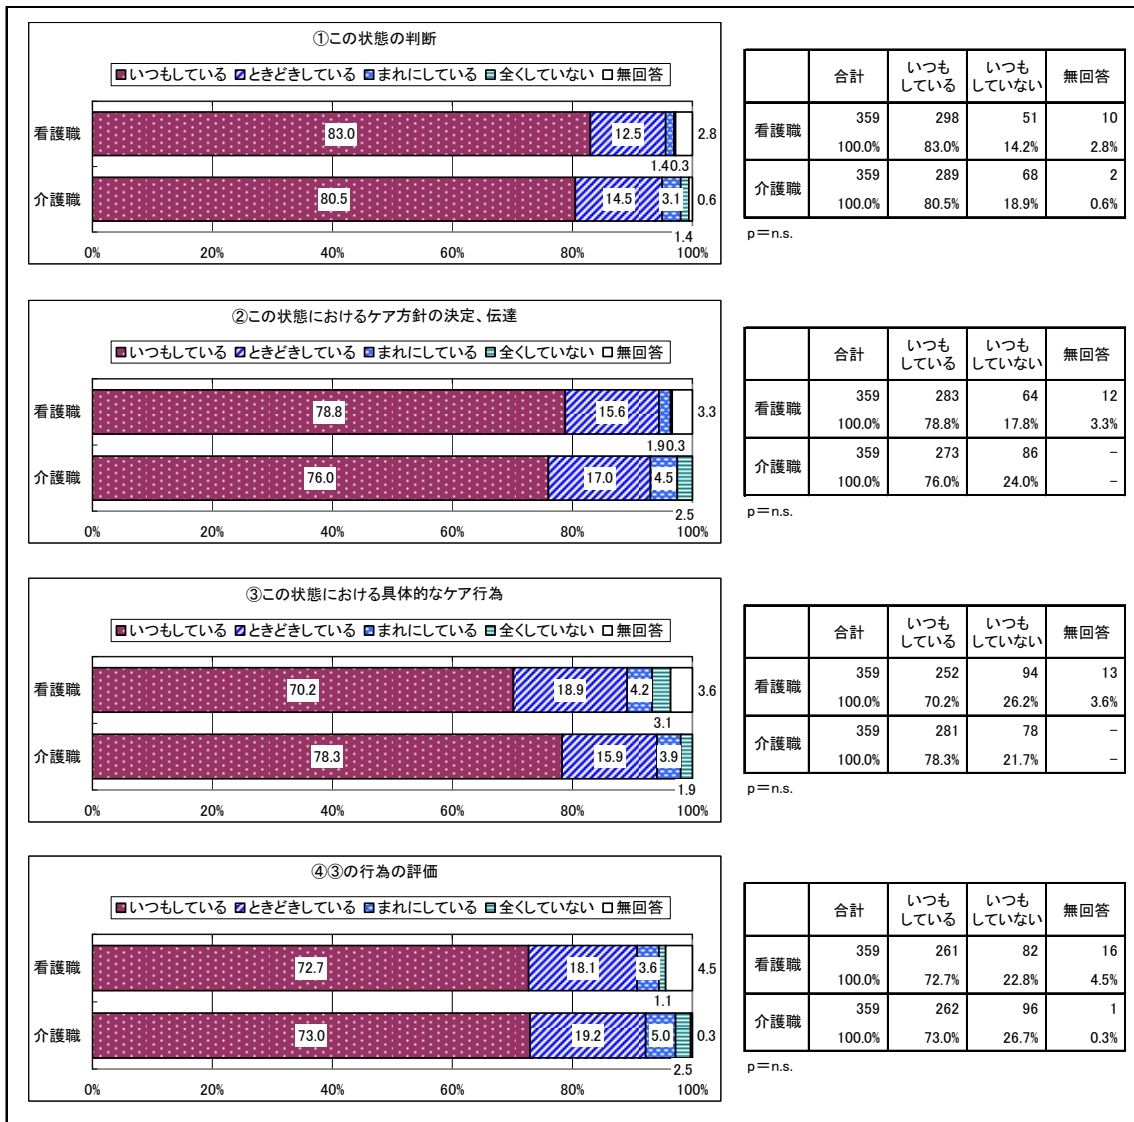 ①この状態の判断
いつもしている ときどきしている まれにしている 全くしていない 無回答
看護職 83.0 12.5 2.8
1.4 0.3
介護職 80.5 14.5 3.1 0.6
1.4
0% 20% 40% 60% 80% 100%
合計 いつもしている いつもしていない 無回答
看護職 359 298 51 10
100.0% 83.0% 14.2% 2.8%
介護職 359 289 68 2
100.0% 80.5% 18.9% 0.6%
p=n.s.
②この状態におけるケア方針の決定、伝達
いつもしている ときどきしている まれにしている 全くしていない 無回答
看護職 78.8 15.6 3.3
1.9 0.3
介護職 76.0 17.0 4.5
2.5
0% 20% 40% 60% 80% 100%
合計 いつもしている いつもしていない 無回答
看護職 359 283 64 12
100.0% 78.8% 17.8% 3.3%
介護職 359 273 86 −
100.0% 76.0% 24.0% −
p=n.s.
③この状態における具体的なケア行為
いつもしている ときどきしている まれにしている 全くしていない 無回答
看護職 70.2 18.9 4.2 3.6
3.1
介護職 78.3 15.9 3.9
1.9
0% 20% 40% 60% 80% 100%
合計 いつもしている いつもしていない 無回答
看護職 359 252 94 13
100.0% 70.2% 26.2% 3.6%
介護職 359 281 78 −
100.0% 78.3% 21.7% −
p=n.s.
④③の行為の評価
いつもしている ときどきしている まれにしている 全くしていない 無回答
看護職 72.7 18.1 3.6 4.5
1.1
介護職 73.0 19.2 5.0 0.3
2.5
0% 20% 40% 60% 80% 100%
合計 いつもしている いつもしていない 無回答
看護職 359 261 82 16
100.0% 72.7% 22.8% 4.5%
介護職 359 262 96 1
100.0% 73.0% 26.7% 0.3%
p=n.s.